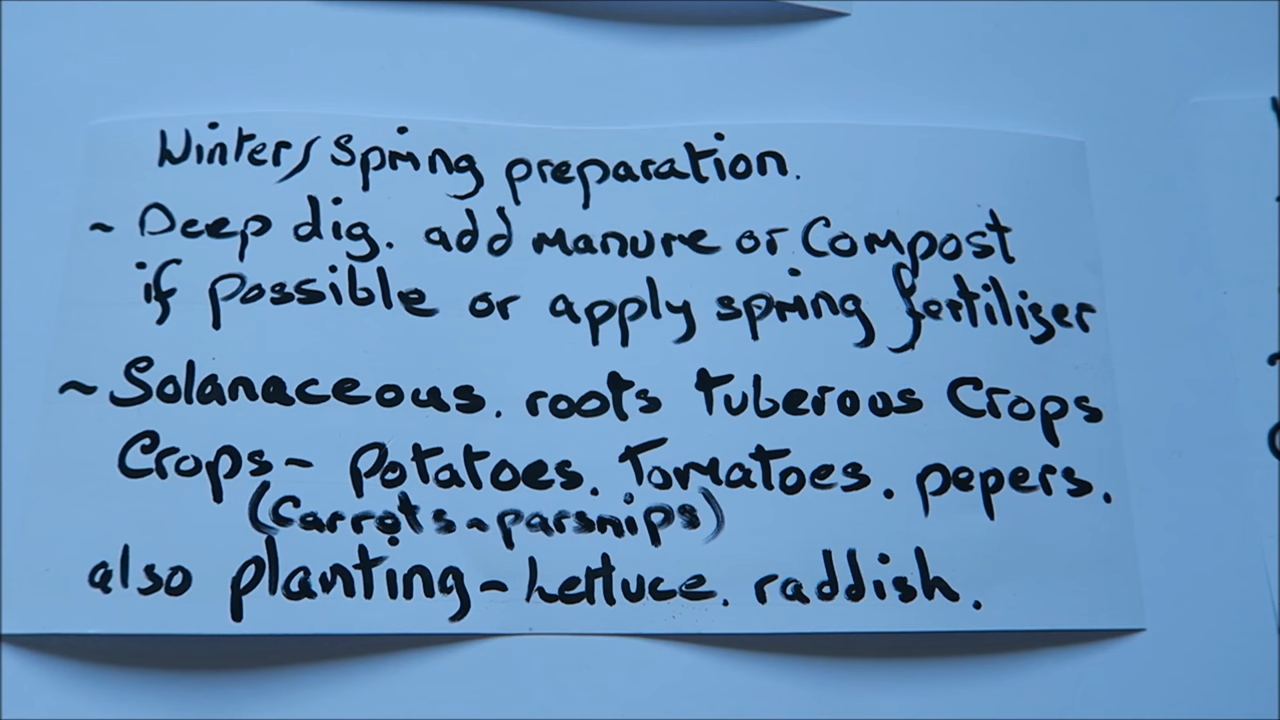 Winter/Spring preparation.
~ Deep dig. add Manure or Compost
if possible or apply spring fertilizer
~ Solanaceous. roots Tuberous Crops
Crops ~ Potatoes. Tomatoes. pepers.
(Carrots ~ parsnips)
also planting ~ Lettuce. raddish.